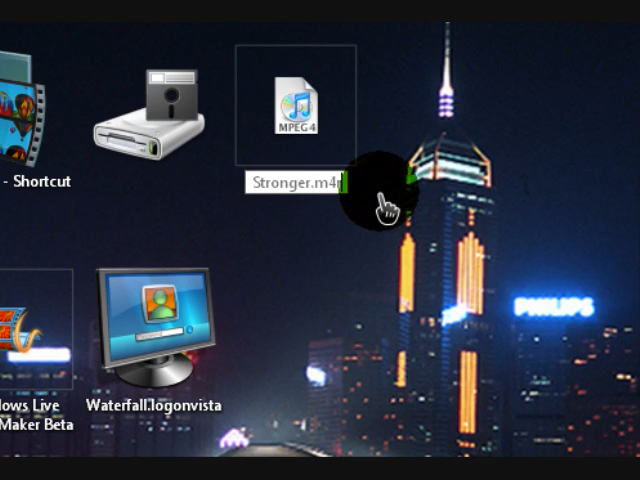 MPEG 4
- Shortcut
Stronger.m4r
PHILIPS
Waterfall.logonvista
lows Live
Maker Beta